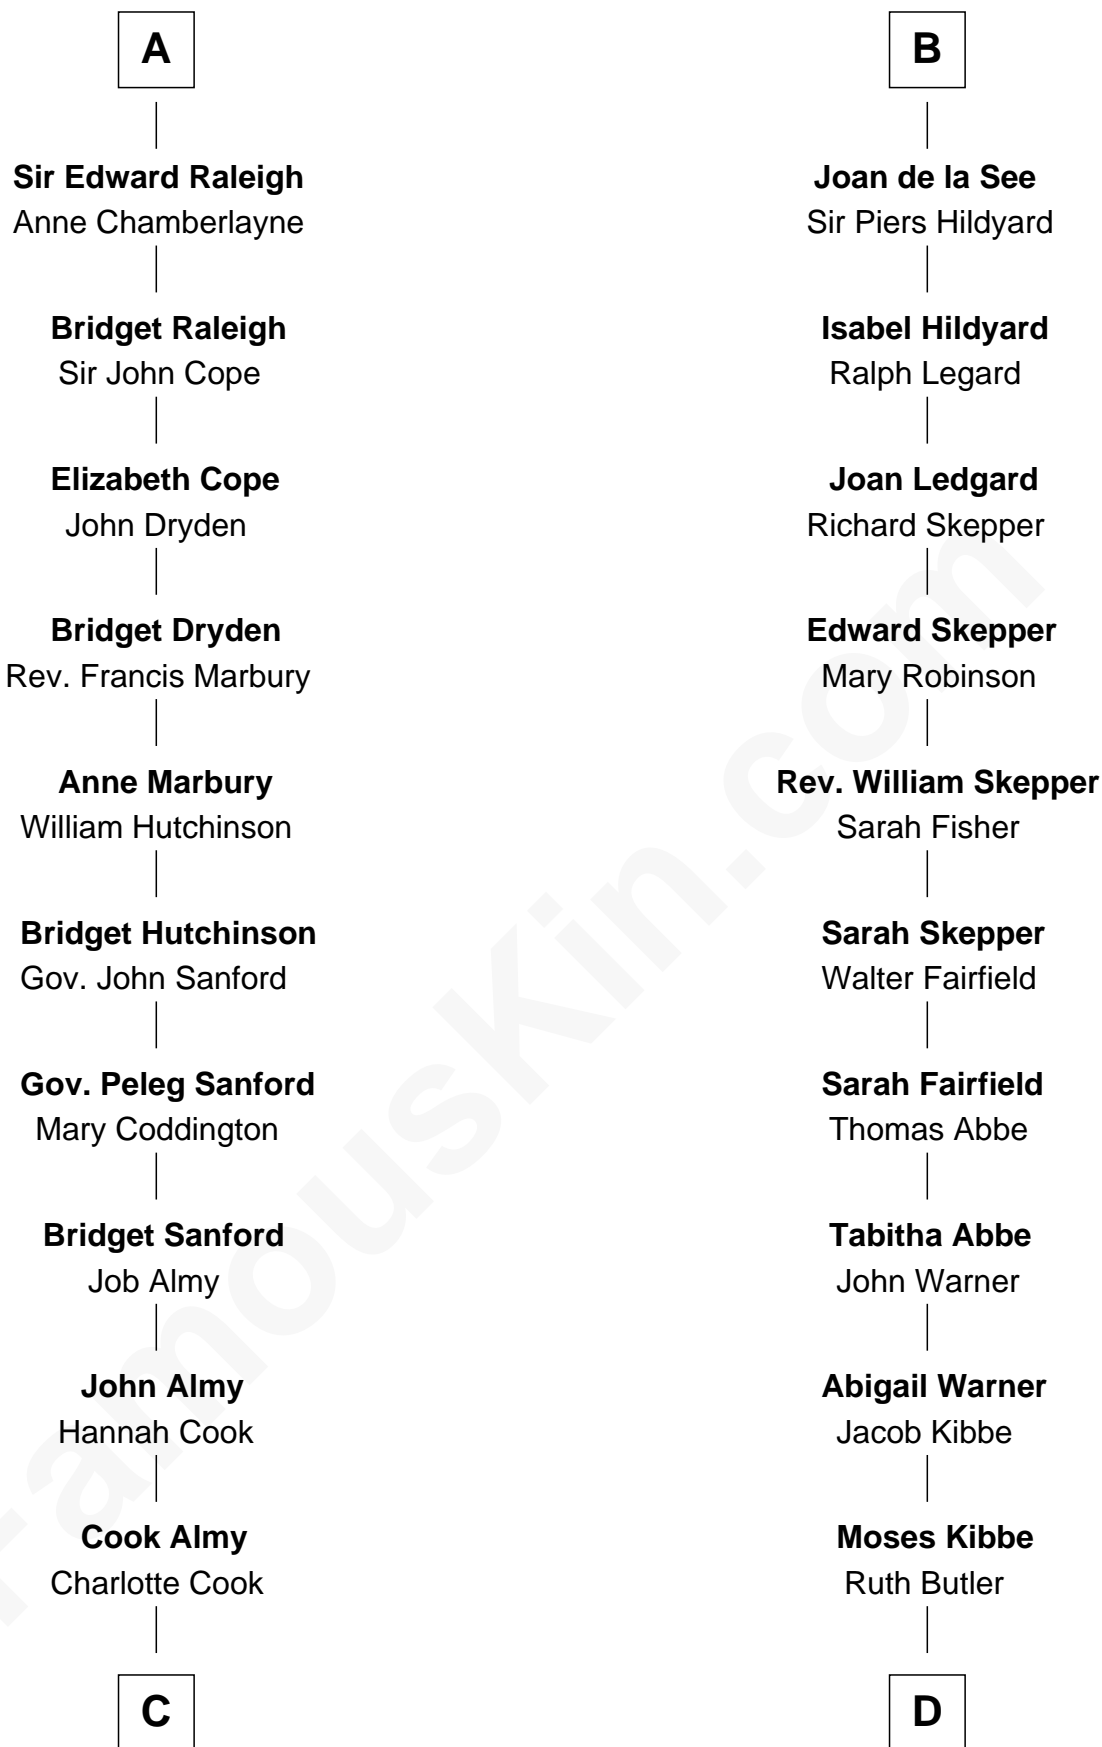 A
Sir Edward Raleigh
Anne Chamberlayne
Bridget Raleigh
Sir John Cope
Elizabeth Cope
John Dryden
Bridget Dryden
Rev. Francis Marbury
Anne Marbury
William Hutchinson
Bridget Hutchinson
Gov. John Sanford
Gov. Peleg Sanford
Mary Coddington
Bridget Sanford
Job Almy
John Almy
Hannah Cook
Cook Almy
Charlotte Cook
C
B
Joan de la See
Sir Piers Hildyard
Isabel Hildyard
Ralph Legard
Joan Ledgard
Richard Skepper
Edward Skepper
Mary Robinson
Rev. William Skepper
Sarah Fisher
Sarah Skepper
Walter Fairfield
Sarah Fairfield
Thomas Abbe
Tabitha Abbe
John Warner
Abigail Warner
Jacob Kibbe
Moses Kibbe
Ruth Butler
D
FamousKin.com